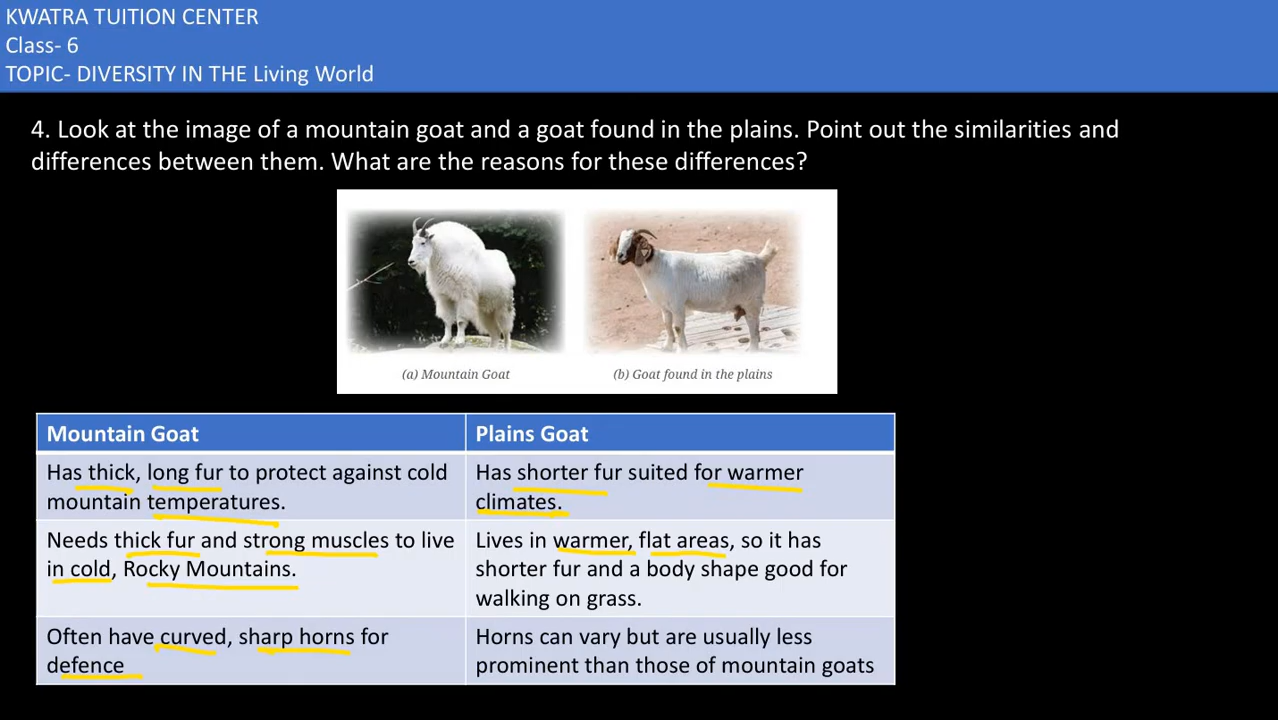 KWATRA TUITION CENTER
Class- 6
TOPIC- DIVERSITY IN THE Living World
4. Look at the image of a mountain goat and a goat found in the plains. Point out the similarities and
differences between them. What are the reasons for these differences?
(a) Mountain Goat
(b) Goat found in the plains
Mountain Goat
Plains Goat
Has thick, long fur to protect against cold
mountain temperatures.
Has shorter fur suited for warmer
climates.
Needs thick fur and strong muscles to live
in cold, Rocky Mountains.
Lives in warmer, flat areas, so it has
shorter fur and a body shape good for
walking on grass.
Often have curved, sharp horns for
defence
Horns can vary but are usually less
prominent than those of mountain goats